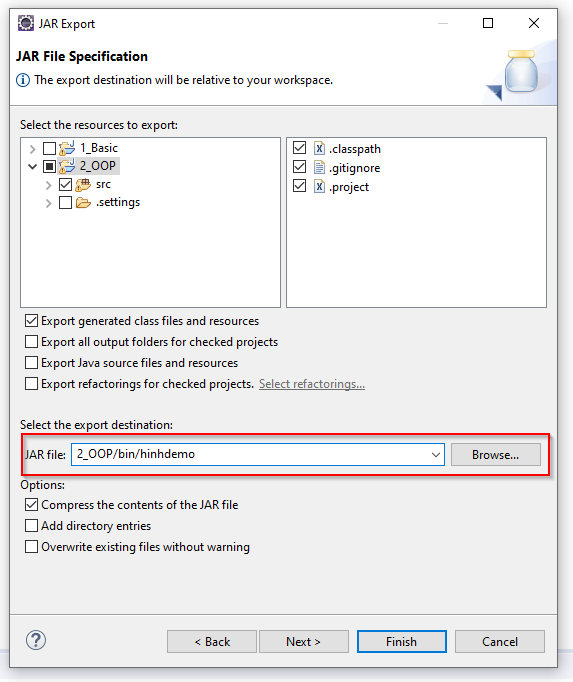 JAR Export
JAR File Specification
The export destination will be relative to your workspace.
Select the resources to export:
1_Basic
2_OOP
src
.settings
.classpath
.gitignore
.project
Export generated class files and resources
Export all output folders for checked projects
Export Java source files and resources
Export refactorings for checked projects. Select refactorings...
Select the export destination:
JAR file: 2_OOP/bin/hinhdemo Browse...
Options:
Compress the contents of the JAR file
Add directory entries
Overwrite existing files without warning
? < Back Next > Finish Cancel